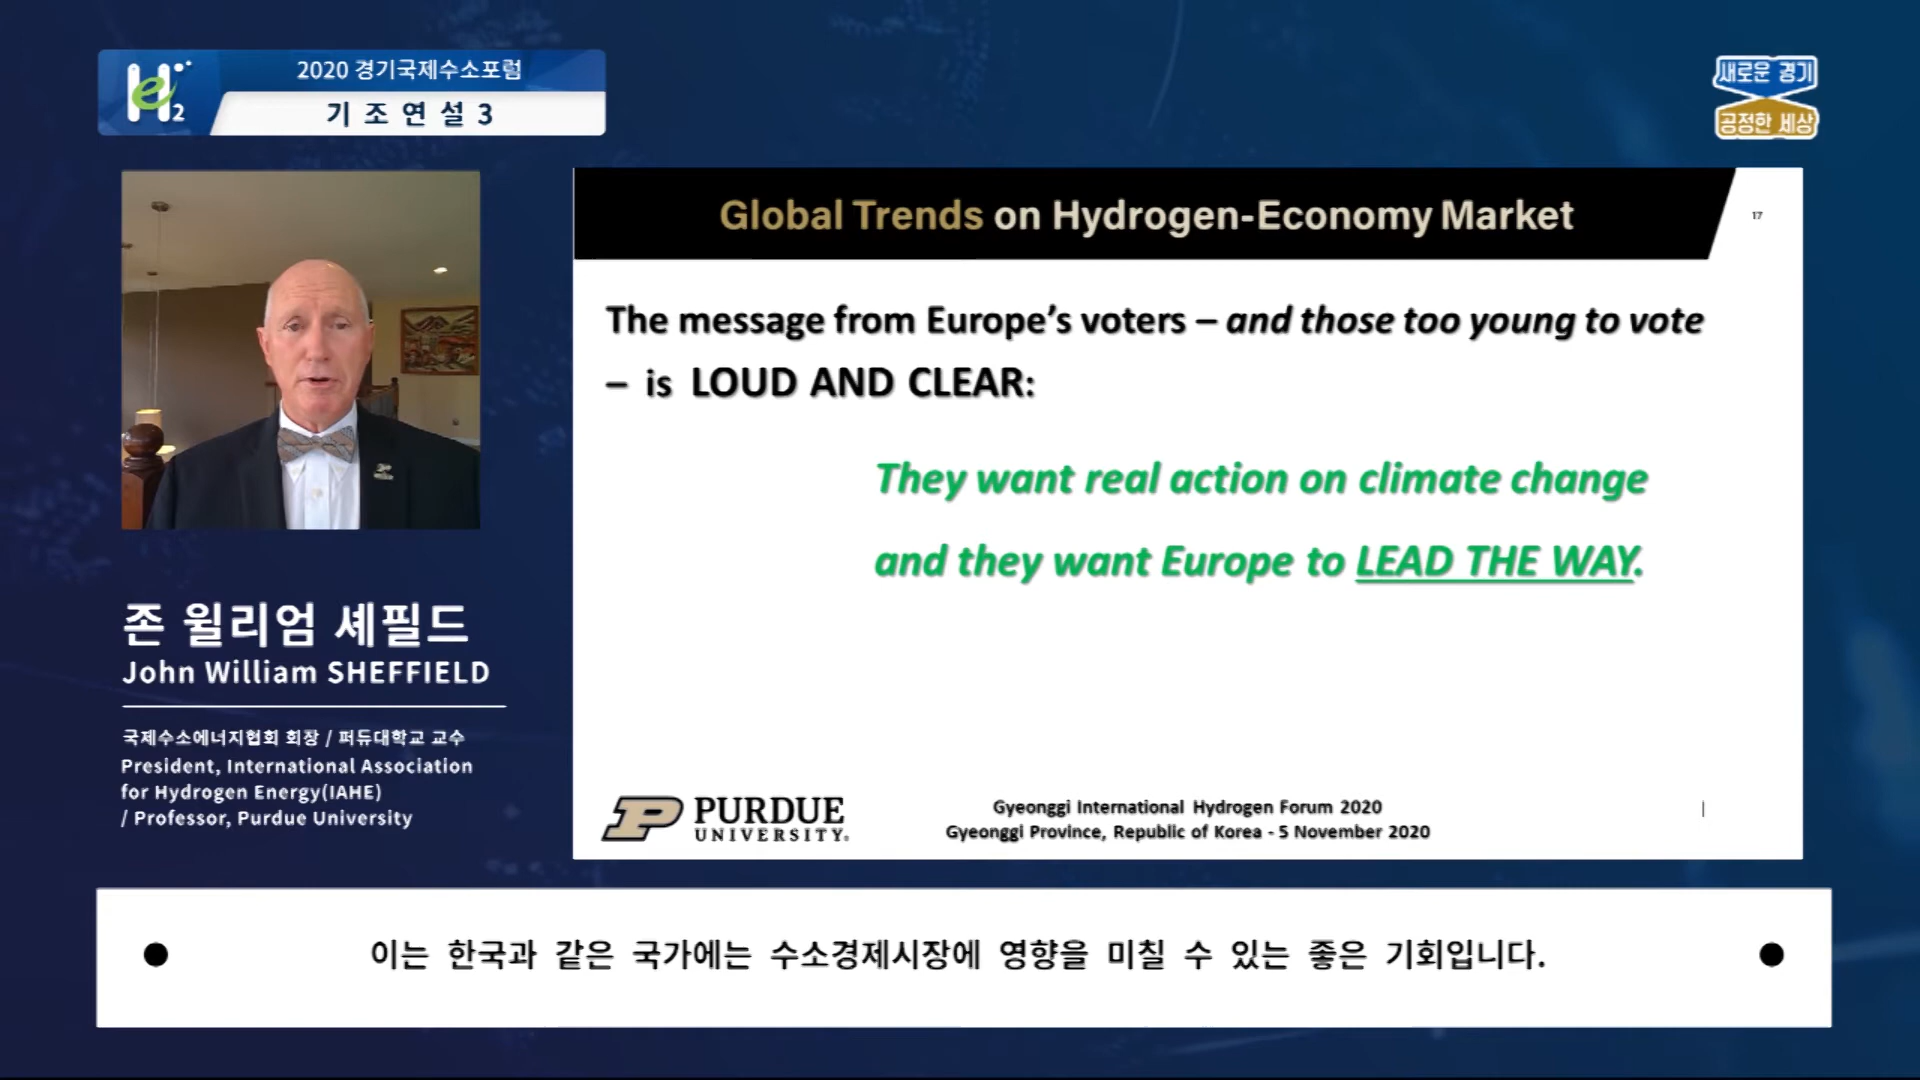 H2
e
2020 경기국제수소포럼
기조연설 3
새로운 경기
공정한 세상
Global Trends on Hydrogen-Economy Market
17
The message from Europe’s voters – and those too young to vote
– is LOUD AND CLEAR:
They want real action on climate change
and they want Europe to LEAD THE WAY.
존 윌리엄 셰필드
John William SHEFFIELD
국제수소에너지협회 회장 / 퍼듀대학교 교수
President, International Association
for Hydrogen Energy(IAHE)
/ Professor, Purdue University
P PURDUE
UNIVERSITY®
Gyeonggi International Hydrogen Forum 2020
Gyeonggi Province, Republic of Korea - 5 November 2020
이는 한국과 같은 국가에는 수소경제시장에 영향을 미칠 수 있는 좋은 기회입니다.